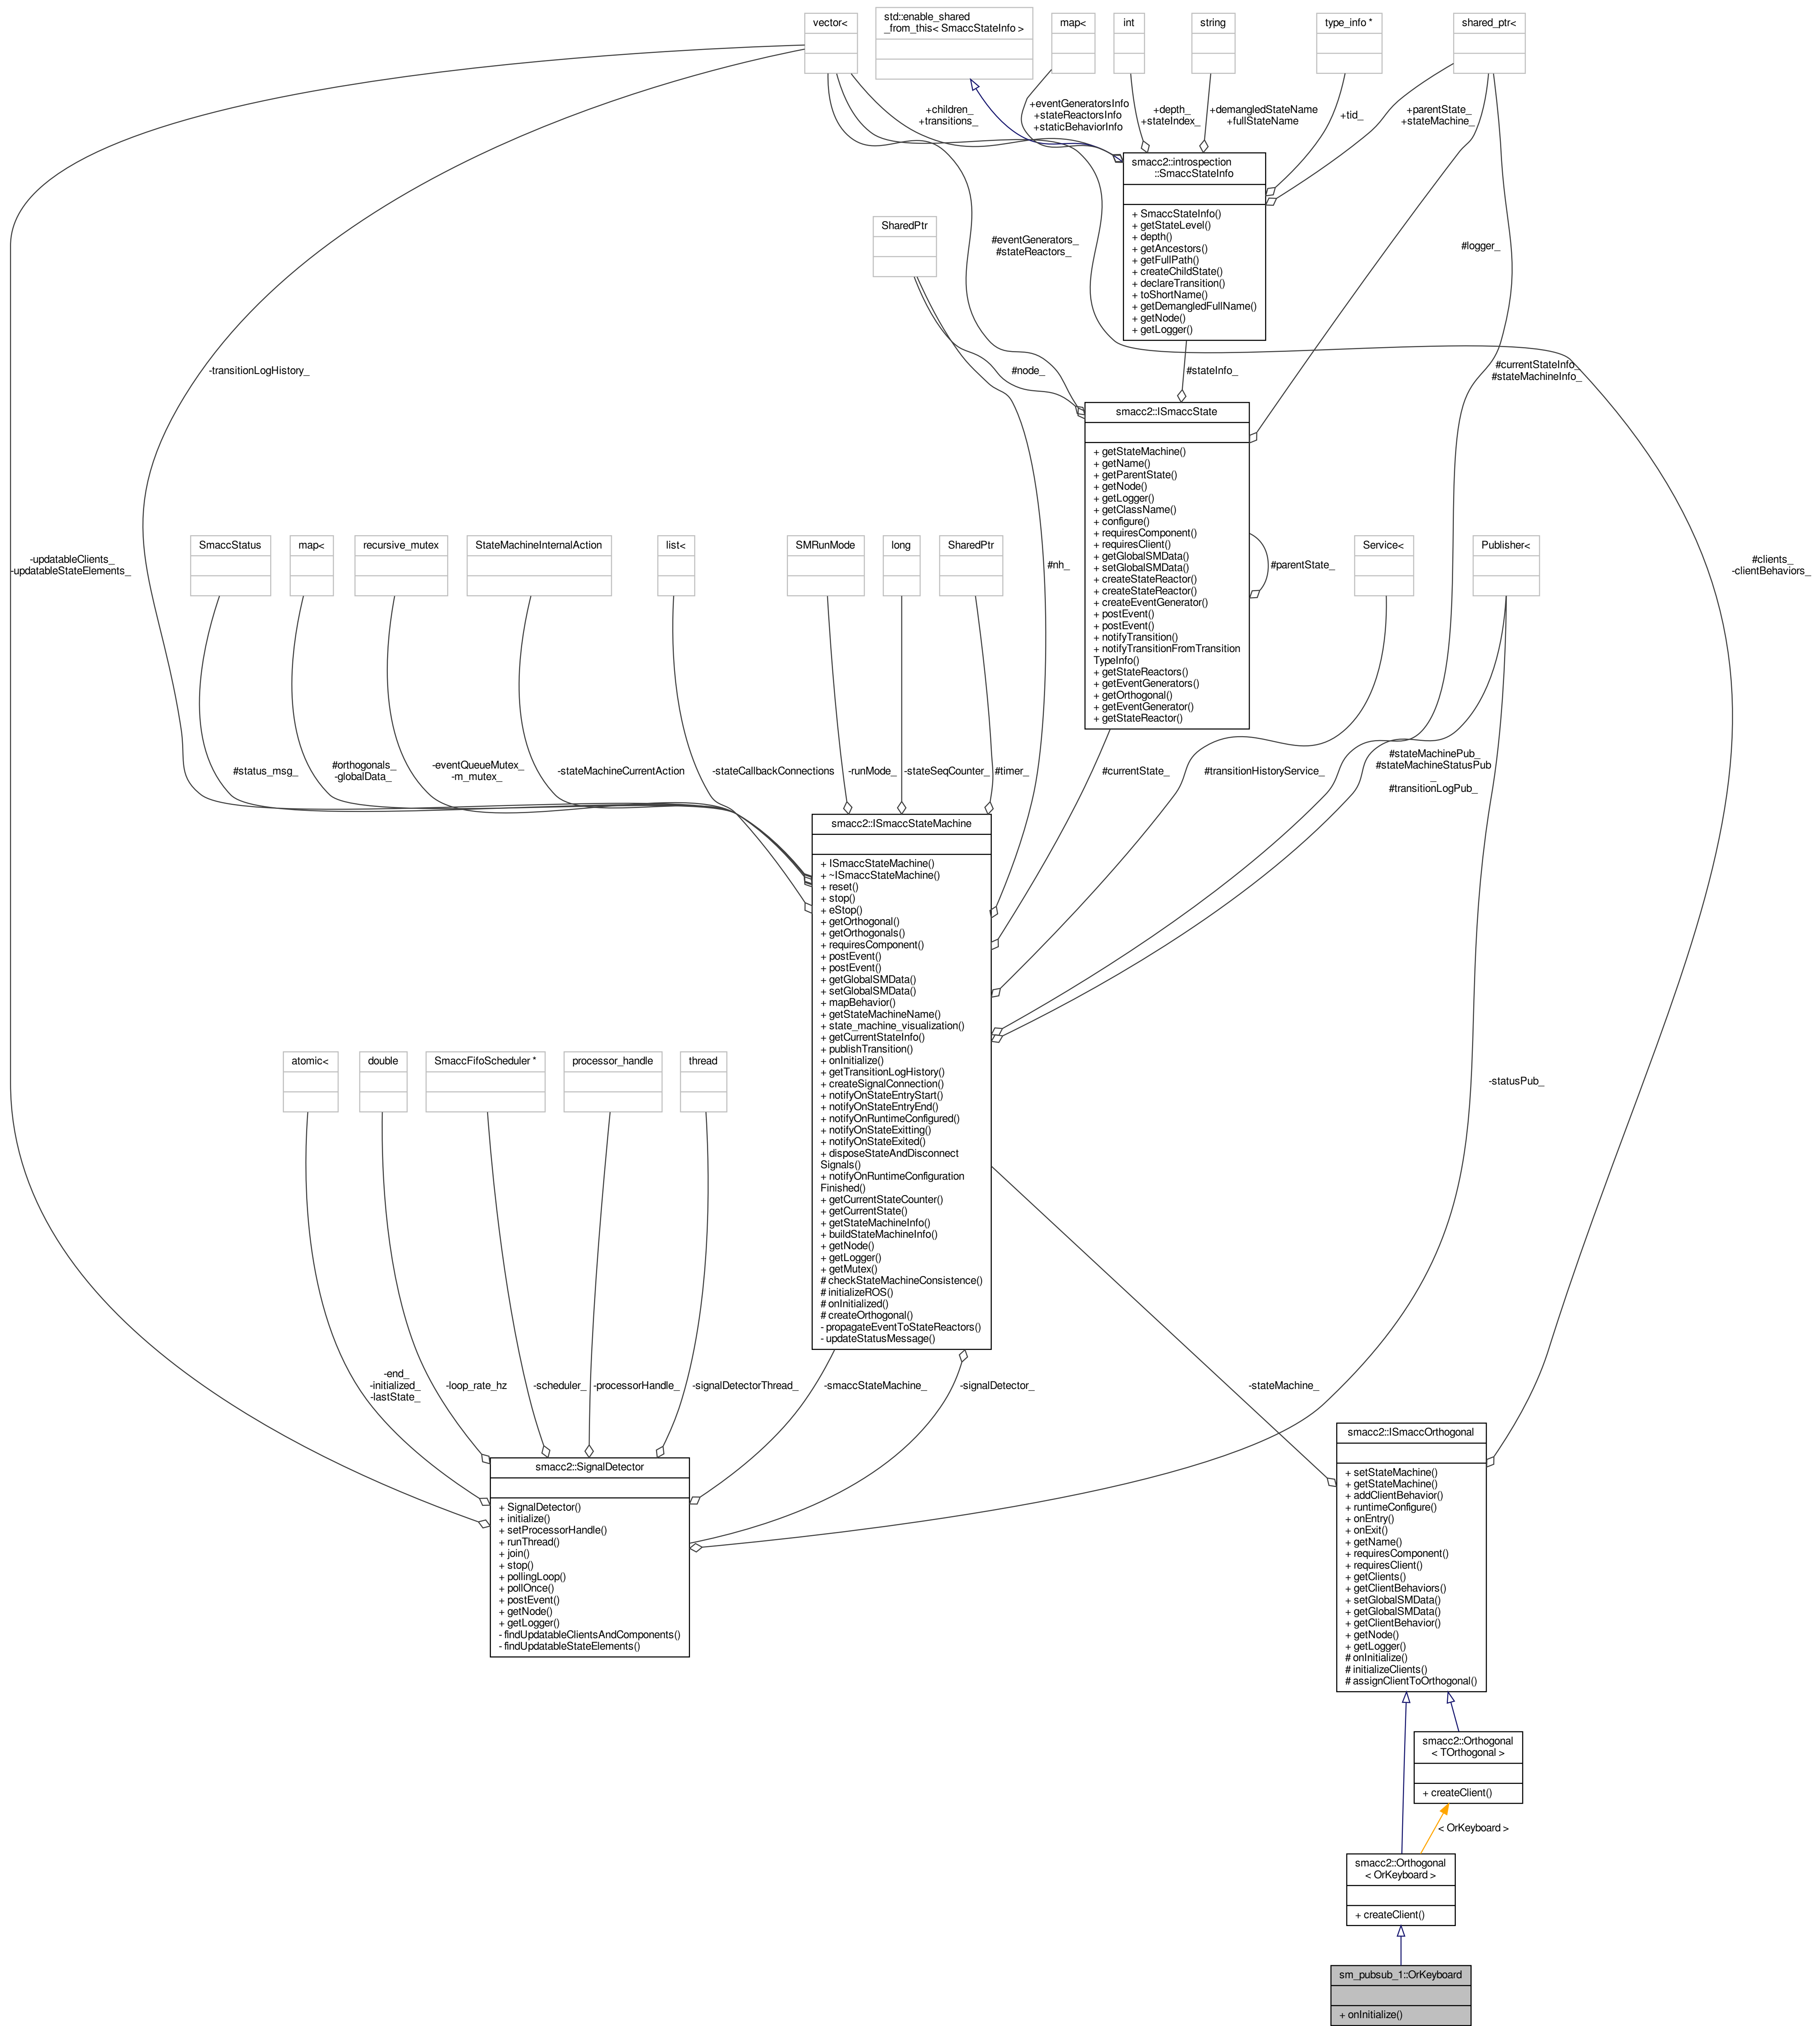 vector<
std::enable_shared
_from_this< SmaccStateInfo >
map<
int
string
type_info *
shared_ptr<
+children_
+transitions_
+eventGeneratorsInfo
+stateReactorsInfo
+staticBehaviorInfo
+depth_
+stateIndex_
+demangledStateName
+fullStateName
+tid_
+parentState_
+stateMachine_
smacc2::introspection
::SmaccStateInfo
+ SmaccStateInfo()
+ getStateLevel()
+ depth()
+ getAncestors()
+ getFullPath()
+ createChildState()
+ declareTransition()
+ toShortName()
+ getDemangledFullName()
+ getNode()
+ getLogger()
SharedPtr
#eventGenerators_
#stateReactors_
#logger_
-transitionLogHistory_
#node_
#stateInfo_
#currentStateInfo_
#stateMachineInfo_
smacc2::ISmaccState
+ getStateMachine()
+ getName()
+ getParentState()
+ getNode()
+ getLogger()
+ getClassName()
+ configure()
+ requiresComponent()
+ requiresClient()
+ getGlobalSMData()
+ setGlobalSMData()
+ createStateReactor()
+ createStateReactor()
+ createEventGenerator()
+ postEvent()
+ postEvent()
+ notifyTransition()
+ notifyTransitionFromTransition
TypeInfo()
+ getStateReactors()
+ getEventGenerators()
+ getOrthogonal()
+ getEventGenerator()
+ getStateReactor()
-updatableClients_
-updatableStateElements_
SmaccStatus
map<
recursive_mutex
StateMachineInternalAction
list<
SMRunMode
long
SharedPtr
#nh_
#parentState_
Service<
Publisher<
#clients_
-clientBehaviors_
#status_msg_
#orthogonals_
-globalData_
-eventQueueMutex_
-m_mutex_
-stateMachineCurrentAction
-stateCallbackConnections
-runMode_
-stateSeqCounter_
#timer_
#currentState_
#transitionHistoryService_
#stateMachinePub_
#stateMachineStatusPub
_
#transitionLogPub_
smacc2::ISmaccStateMachine
+ ISmaccStateMachine()
+ ~ISmaccStateMachine()
+ reset()
+ stop()
+ eStop()
+ getOrthogonal()
+ getOrthogonals()
+ requiresComponent()
+ postEvent()
+ postEvent()
+ getGlobalSMData()
+ setGlobalSMData()
+ mapBehavior()
+ getStateMachineName()
+ state_machine_visualization()
+ getCurrentStateInfo()
+ publishTransition()
+ onInitialize()
+ getTransitionLogHistory()
+ createSignalConnection()
+ notifyOnStateEntryStart()
+ notifyOnStateEntryEnd()
+ notifyOnRuntimeConfigured()
+ notifyOnStateExitting()
+ notifyOnStateExited()
+ disposeStateAndDisconnect
Signals()
+ notifyOnRuntimeConfiguration
Finished()
+ getCurrentStateCounter()
+ getCurrentState()
+ getStateMachineInfo()
+ buildStateMachineInfo()
+ getNode()
+ getLogger()
+ getMutex()
# checkStateMachineConsistence()
# initializeROS()
# onInitialized()
# createOrthogonal()
- propagateEventToStateReactors()
- updateStatusMessage()
atomic<
double
SmaccFifoScheduler *
processor_handle
thread
-statusPub_
-end_
-initialized_
-lastState_
-loop_rate_hz
-scheduler_
-processorHandle_
-signalDetectorThread_
-smaccStateMachine_
-signalDetector_
-stateMachine_
smacc2::SignalDetector
+ SignalDetector()
+ initialize()
+ setProcessorHandle()
+ runThread()
+ join()
+ stop()
+ pollingLoop()
+ pollOnce()
+ postEvent()
+ getNode()
+ getLogger()
- findUpdatableClientsAndComponents()
- findUpdatableStateElements()
smacc2::ISmaccOrthogonal
+ setStateMachine()
+ getStateMachine()
+ addClientBehavior()
+ runtimeConfigure()
+ onEntry()
+ onExit()
+ getName()
+ requiresComponent()
+ requiresClient()
+ getClients()
+ getClientBehaviors()
+ setGlobalSMData()
+ getGlobalSMData()
+ getClientBehavior()
+ getNode()
+ getLogger()
# onInitialize()
# initializeClients()
# assignClientToOrthogonal()
smacc2::Orthogonal
< TOrthogonal >
+ createClient()
< OrKeyboard >
smacc2::Orthogonal
< OrKeyboard >
+ createClient()
sm_pubsub_1::OrKeyboard
+ onInitialize()